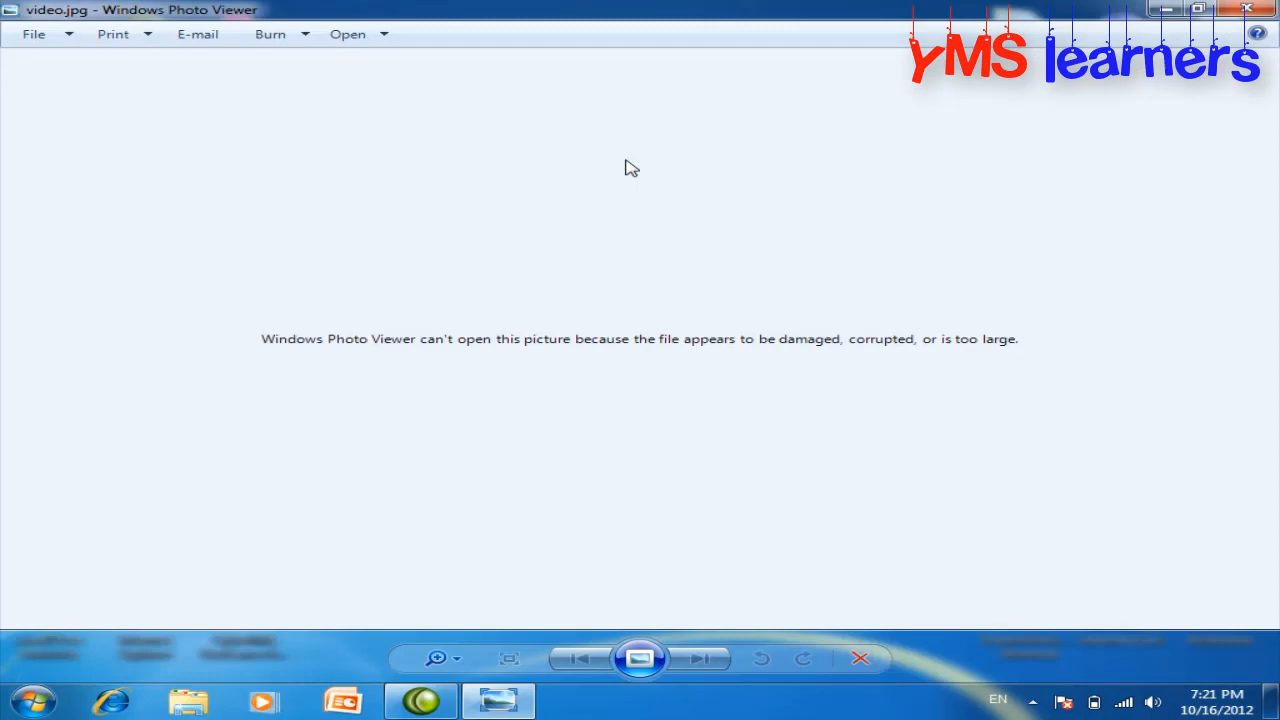 video.jpg - Windows Photo Viewer
File Print E-mail Burn Open
YMS learners
Windows Photo Viewer can't open this picture because the file appears to be damaged, corrupted, or is too large.
EN
7:21 PM
10/16/2012